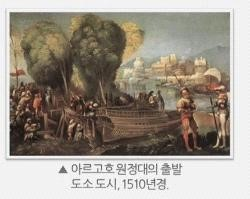 ▲ 아르고호 원정대의 출발
도소 도시, 1510년경.